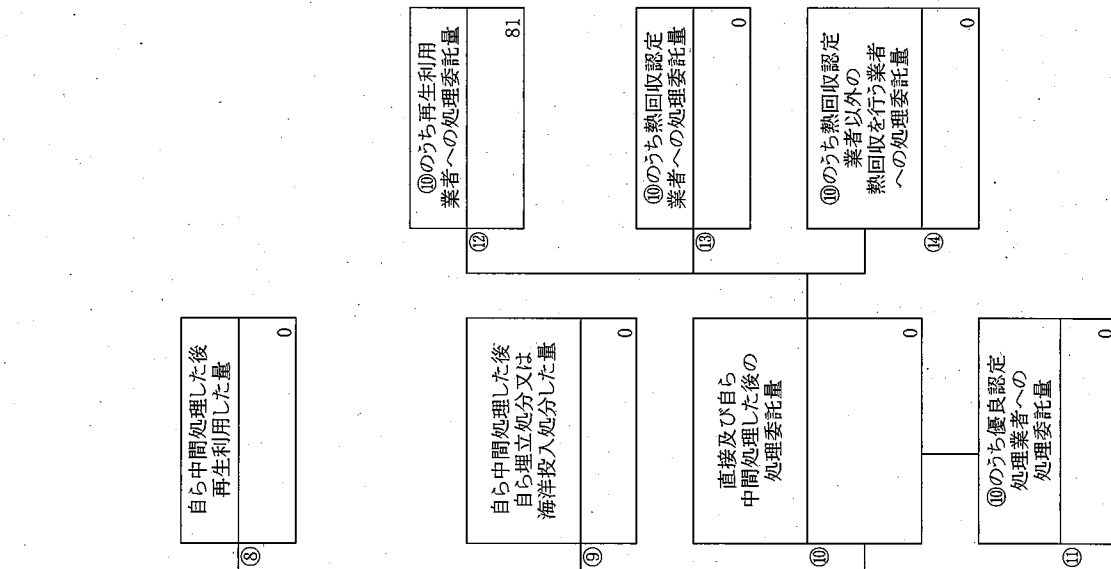 ⑧
自ら中間処理した後
再生利用した量
0
⑨
自ら中間処理した後
自ら埋立処分又は
海洋投入処分した量
0
⑩
直接及び自ら
中間処理した後の
処理委託量
0
⑪
⑩のうち優良認定
処理業者への
処理委託量
0
⑫
⑩のうち再生利用
業者への処理委託量
81
⑬
⑩のうち熱回収認定
業者への処理委託量
0
⑭
⑩のうち熱回収認定
業者以外の
熱回収を行う業者
への処理委託量
0